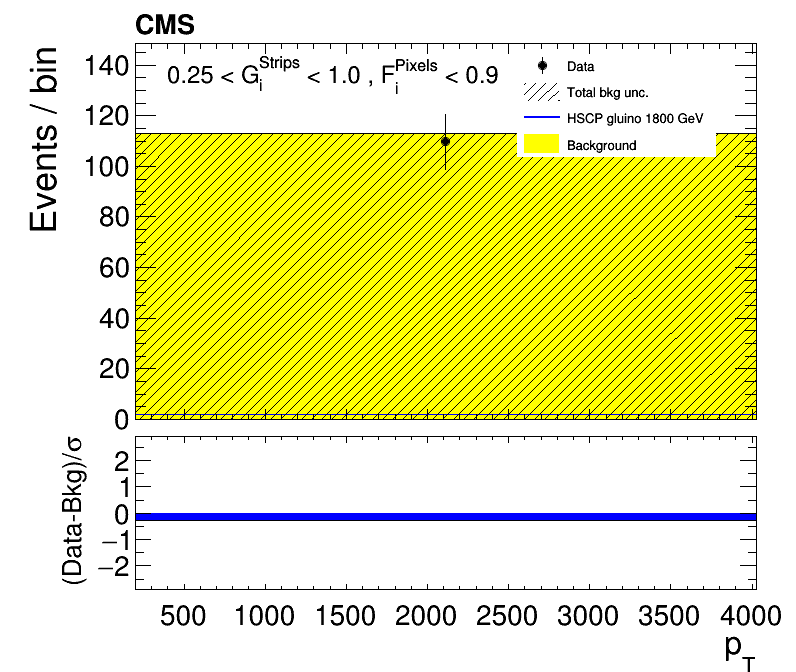 CMS
Events / bin
140
120
100
80
60
40
20
0
0.25 < G_i^Strips < 1.0 , F_i^Pixels < 0.9
Data
Total bkg unc.
HSCP gluino 1800 GeV
Background
(Data-Bkg)/σ
2
1
0
−1
−2
500 1000 1500 2000 2500 3000 3500 4000
p_T